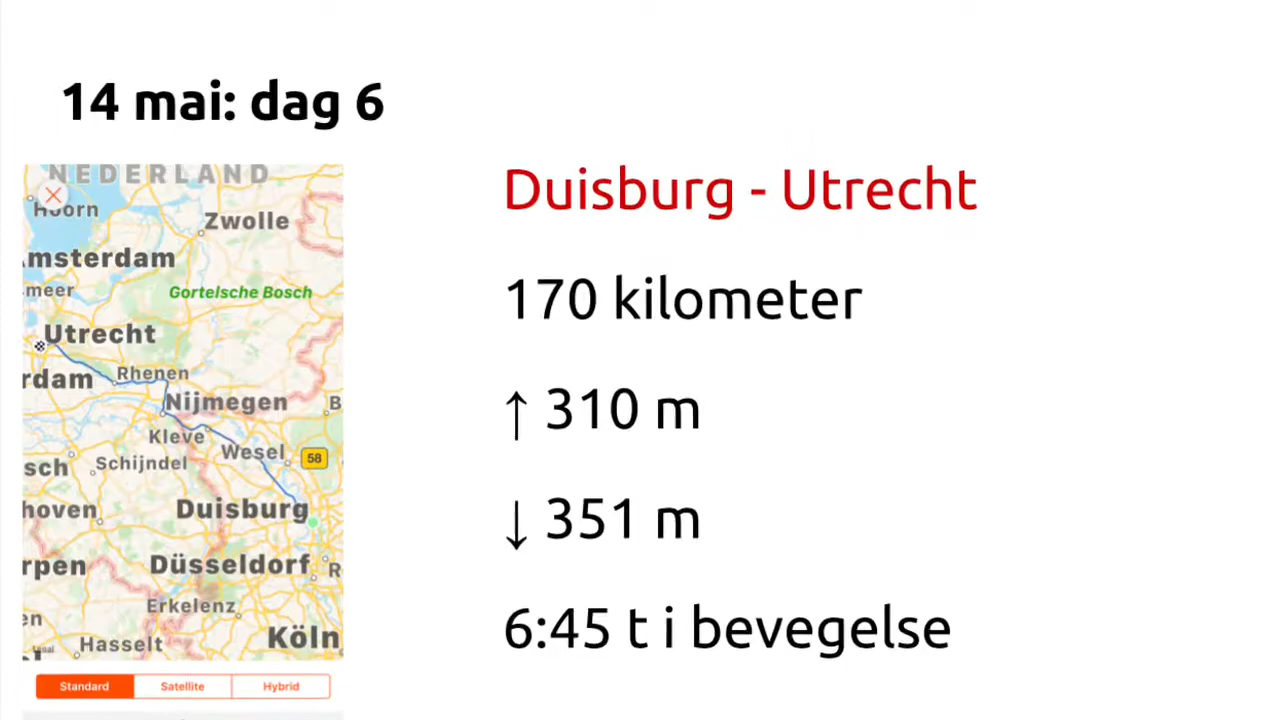 14 mai: dag 6
NEDERLAND
Hoorn
Zwolle
msterdam
meer
Gortelsche Bosch
Utrecht
rdam
Rhenen
Nijmegen
B
Kleve
Wesel
58
sch
Schijndel
hoven
Duisburg
rpen
Düsseldorf
R
Erkelenz
en
Köln
Hasselt
Standard
Satellite
Hybrid
Duisburg - Utrecht
170 kilometer
↑ 310 m
↓ 351 m
6:45 t i bevegelse